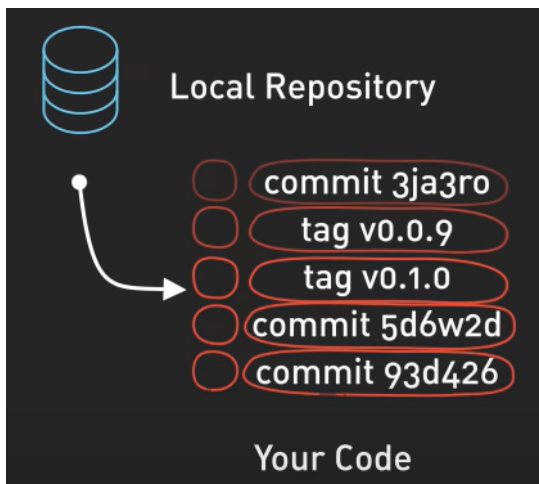 Local Repository
commit 3ja3ro
tag v0.0.9
tag v0.1.0
commit 5d6w2d
commit 93d426
Your Code